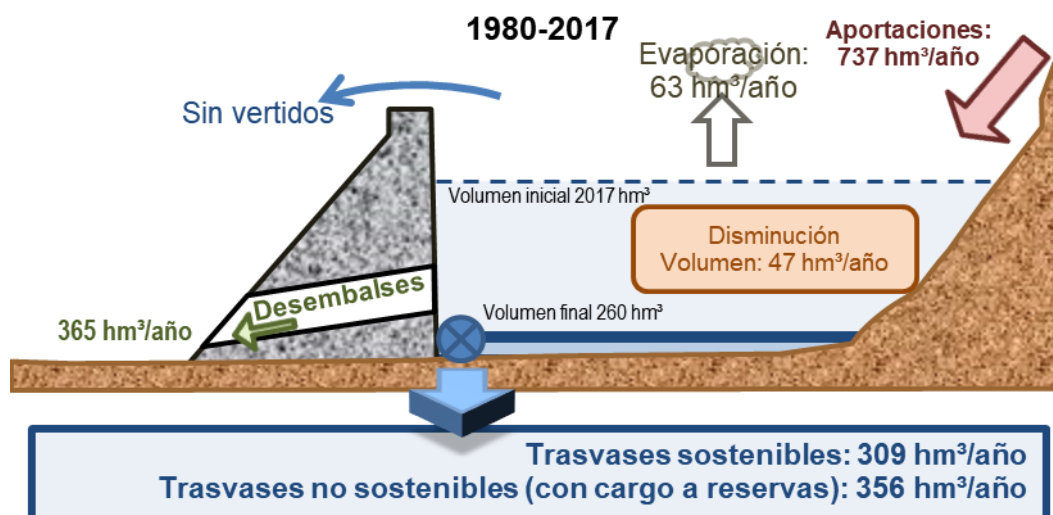 1980-2017
Aportaciones:
737 hm³/año
Evaporación:
63 hm³/año
Sin vertidos
Volumen inicial 2017 hm³
Disminución
Volumen: 47 hm³/año
Desembalses
Volumen final 260 hm³
365 hm³/año
Trasvases sostenibles: 309 hm³/año
Trasvases no sostenibles (con cargo a reservas): 356 hm³/año